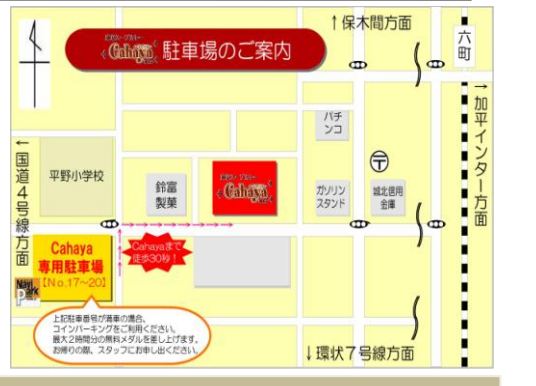 ↑保木間方面
六町
Cahaya 駐車場のご案内
→加平インター方面
パチ
ンコ
〒
←国道4号線方面
平野小学校
鈴富
製菓
Cahaya
ガソリン
スタンド
城北信用
金庫
Cahaya
専用駐車場
【No.17~20】
Cahayaまで
徒歩30秒!
Navi
Park
上記駐車番号が満車の場合、
コインパーキングをご利用ください。
最大2時間分の無料メダルを差し上げます。
お帰りの際、スタッフにお申し出ください。
↓環状7号線方面